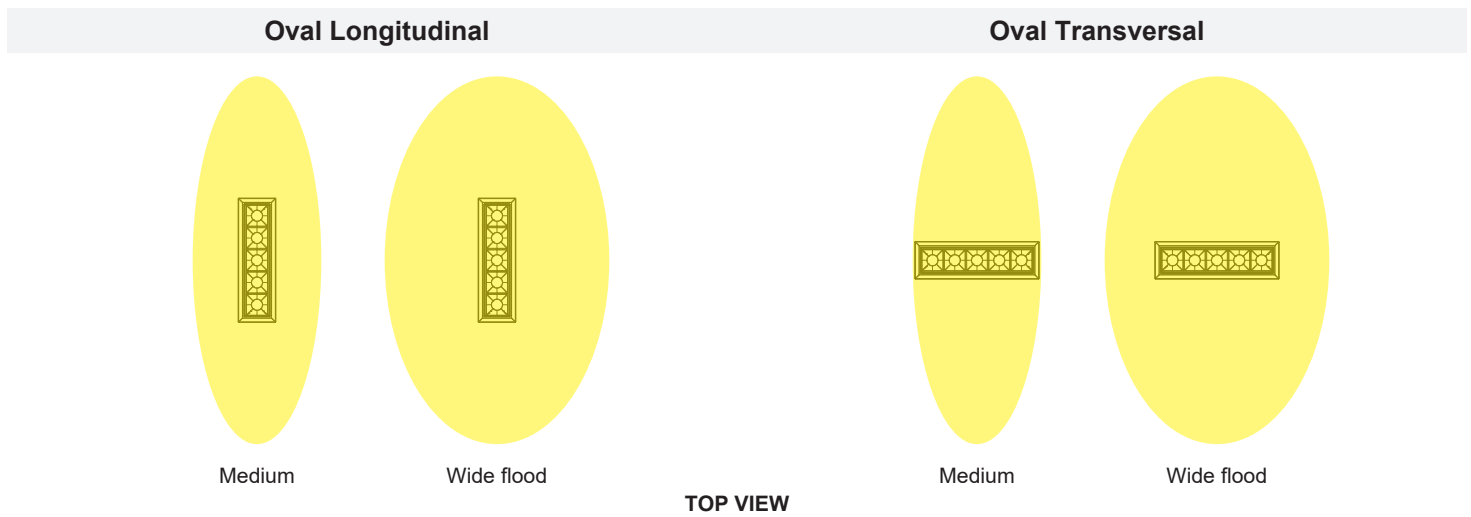 Oval Longitudinal
Oval Transversal
Medium
Wide flood
Medium
Wide flood
TOP VIEW